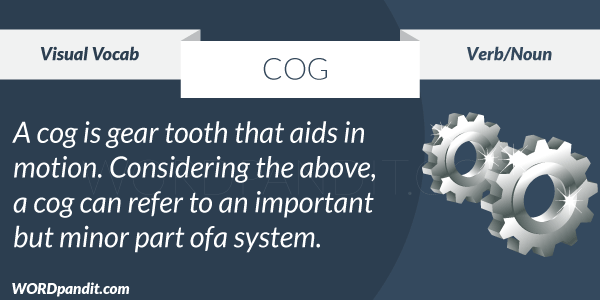 Visual Vocab
COG
Verb/Noun
A cog is gear tooth that aids in
motion. Considering the above,
a cog can refer to an important
but minor part ofa system.
WORDpandit.com